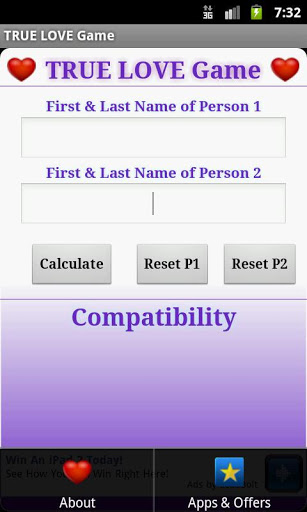 3G 7:32
TRUE LOVE Game
TRUE LOVE Game
First & Last Name of Person 1
First & Last Name of Person 2
Calculate Reset P1 Reset P2
Compatibility
Win An iPad 2 Today!
See How You Win Right Here!
Ads by
About Apps & Offers